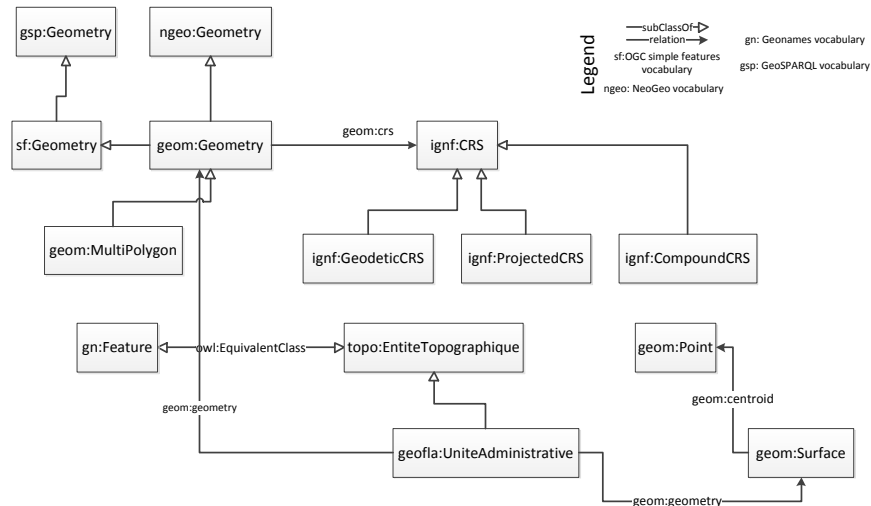 gsp:Geometry
ngeo:Geometry
Legend
subClassOf
relation
sf:OGC simple features
vocabulary
ngeo: NeoGeo vocabulary
gn: Geonames vocabulary
gsp: GeoSPARQL vocabulary
sf:Geometry
geom:Geometry
geom:crs
ignf:CRS
geom:MultiPolygon
ignf:GeodeticCRS
ignf:ProjectedCRS
ignf:CompoundCRS
gn:Feature
owl:EquivalentClass
topo:EntiteTopographique
geom:Point
geom:geometry
geom:centroid
geofla:UniteAdministrative
geom:Surface
geom:geometry